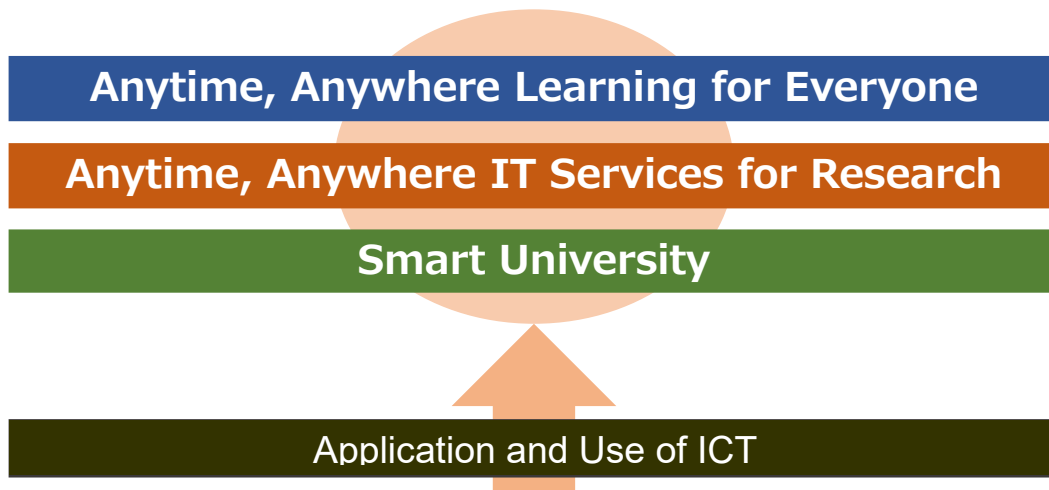 Anytime, Anywhere Learning for Everyone
Anytime, Anywhere IT Services for Research
Smart University
Application and Use of ICT